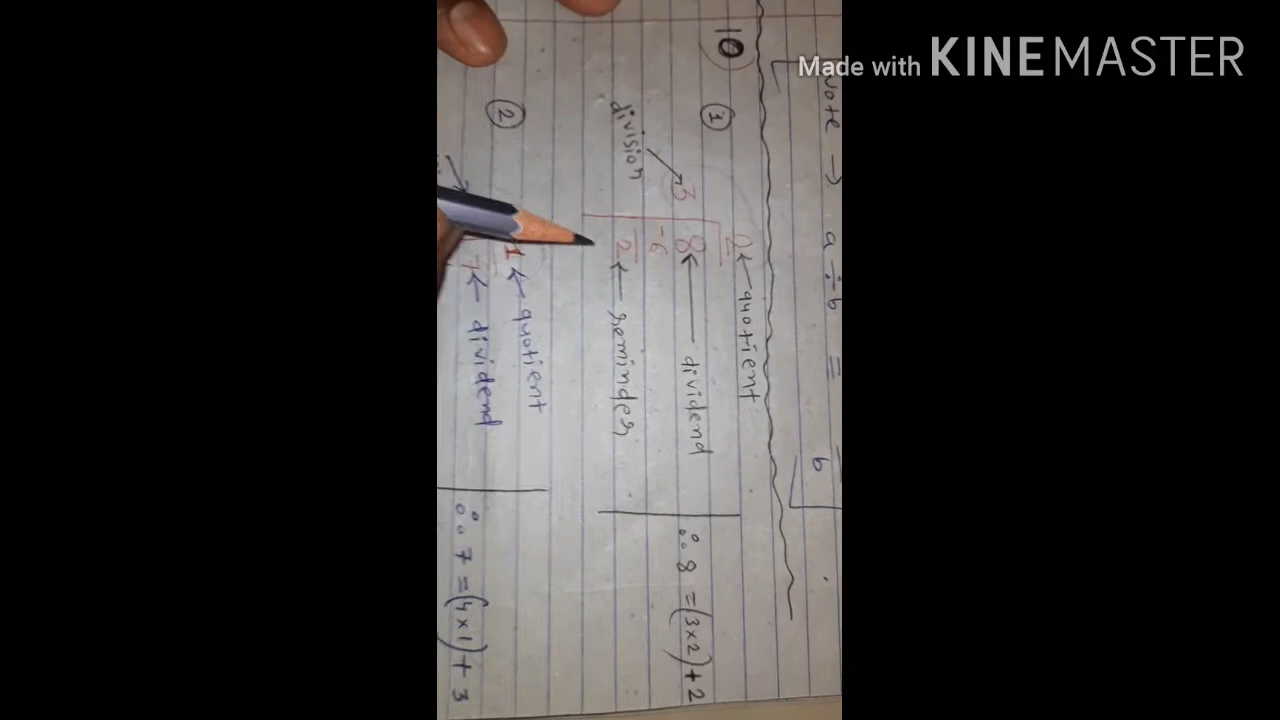 Made with KINEMASTER
Note → a ÷ b =
b
10
① 2 ← quotient
3 8 ← dividend ∴ 8 = (3×2) + 2
division -6
2 ← reminder
② 1 ← quotient
7 ← dividend ∴ 7 = (4×1) + 3